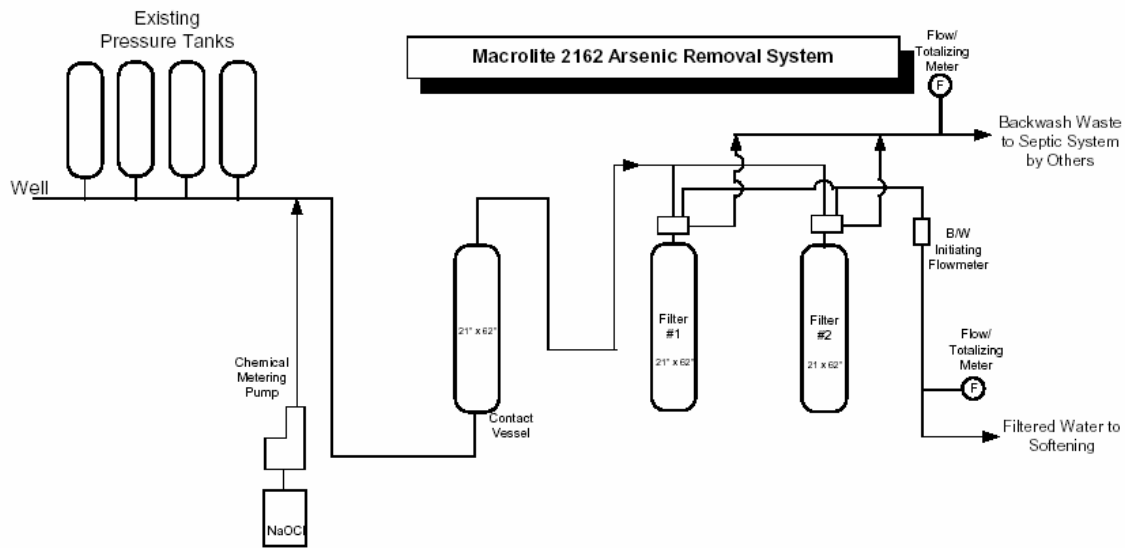 Existing
Pressure Tanks
Macrolite 2162 Arsenic Removal System
Flow/
Totalizing
Meter
F
Backwash Waste
to Septic System
by Others
Well
B/W
Initiating
Flowmeter
21" x 62"
Filter
#1
21" x 62"
Filter
#2
21 x 62"
Chemical
Metering
Pump
Contact
Vessel
Flow/
Totalizing
Meter
F
Filtered Water to
Softening
NaOCl